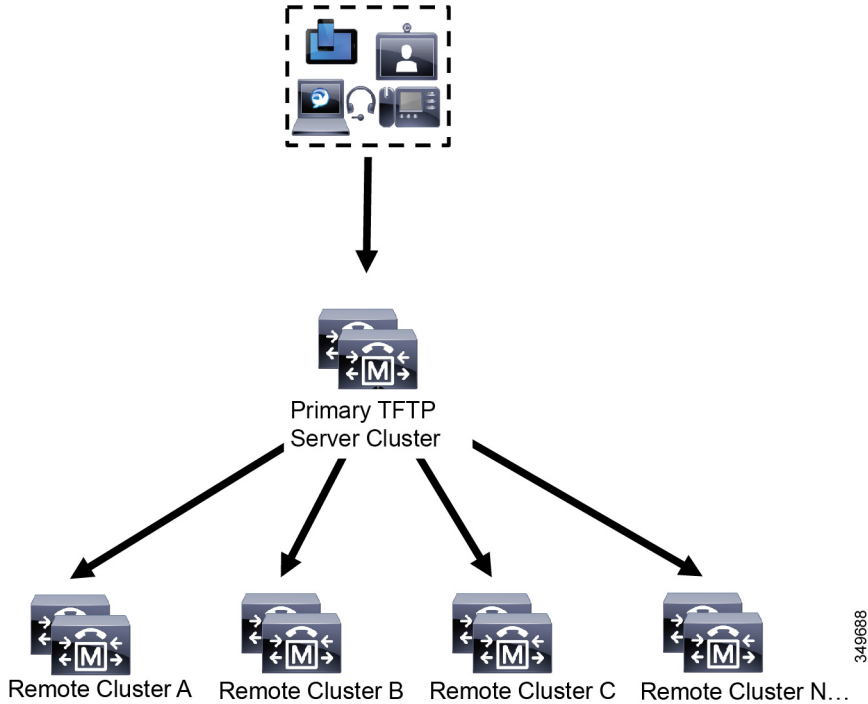 M
Primary TFTP
Server Cluster
M
M
M
M
Remote Cluster A
Remote Cluster B
Remote Cluster C
Remote Cluster N...
349688